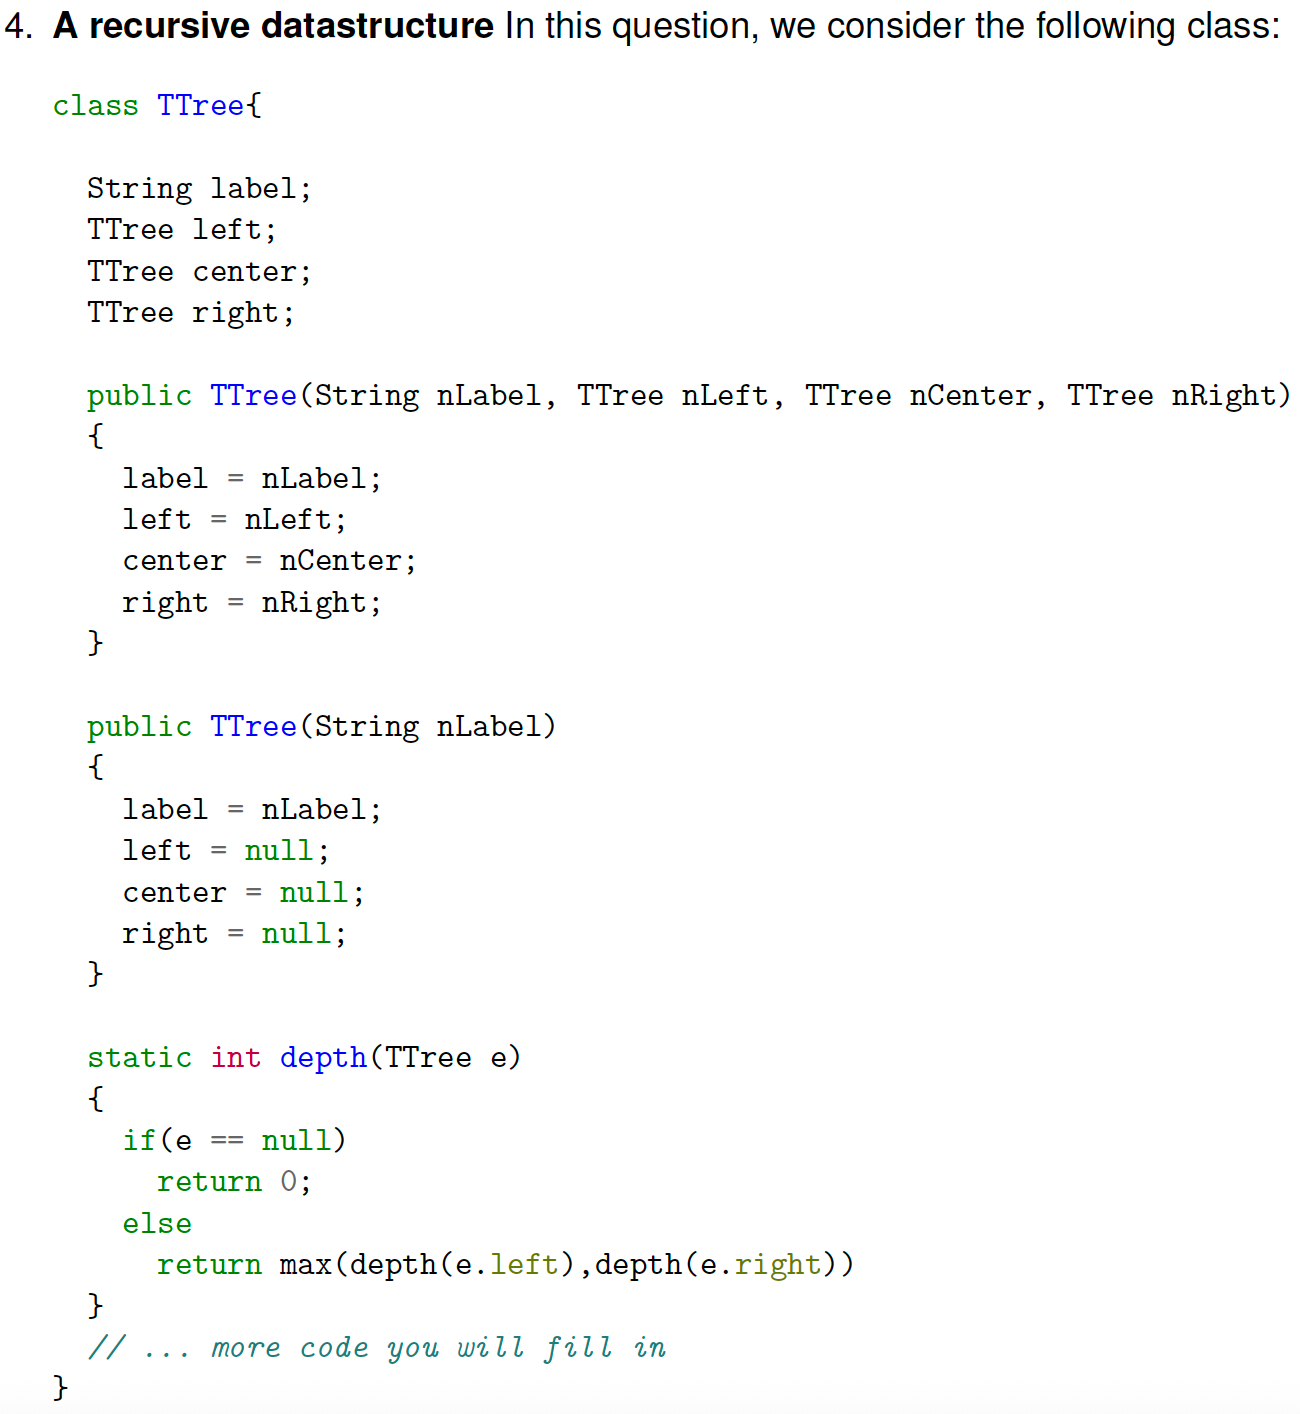 4. A recursive datastructure In this question, we consider the following class:
class TTree{
String label;
TTree left;
TTree center;
TTree right;
public TTree(String nLabel, TTree nLeft, TTree nCenter, TTree nRight)
{
label = nLabel;
left = nLeft;
center = nCenter;
right = nRight;
}
public TTree(String nLabel)
{
label = nLabel;
left = null;
center = null;
right = null;
}
static int depth(TTree e)
{
if(e == null)
return 0;
else
return max(depth(e.left),depth(e.right))
}
// ... more code you will fill in
}